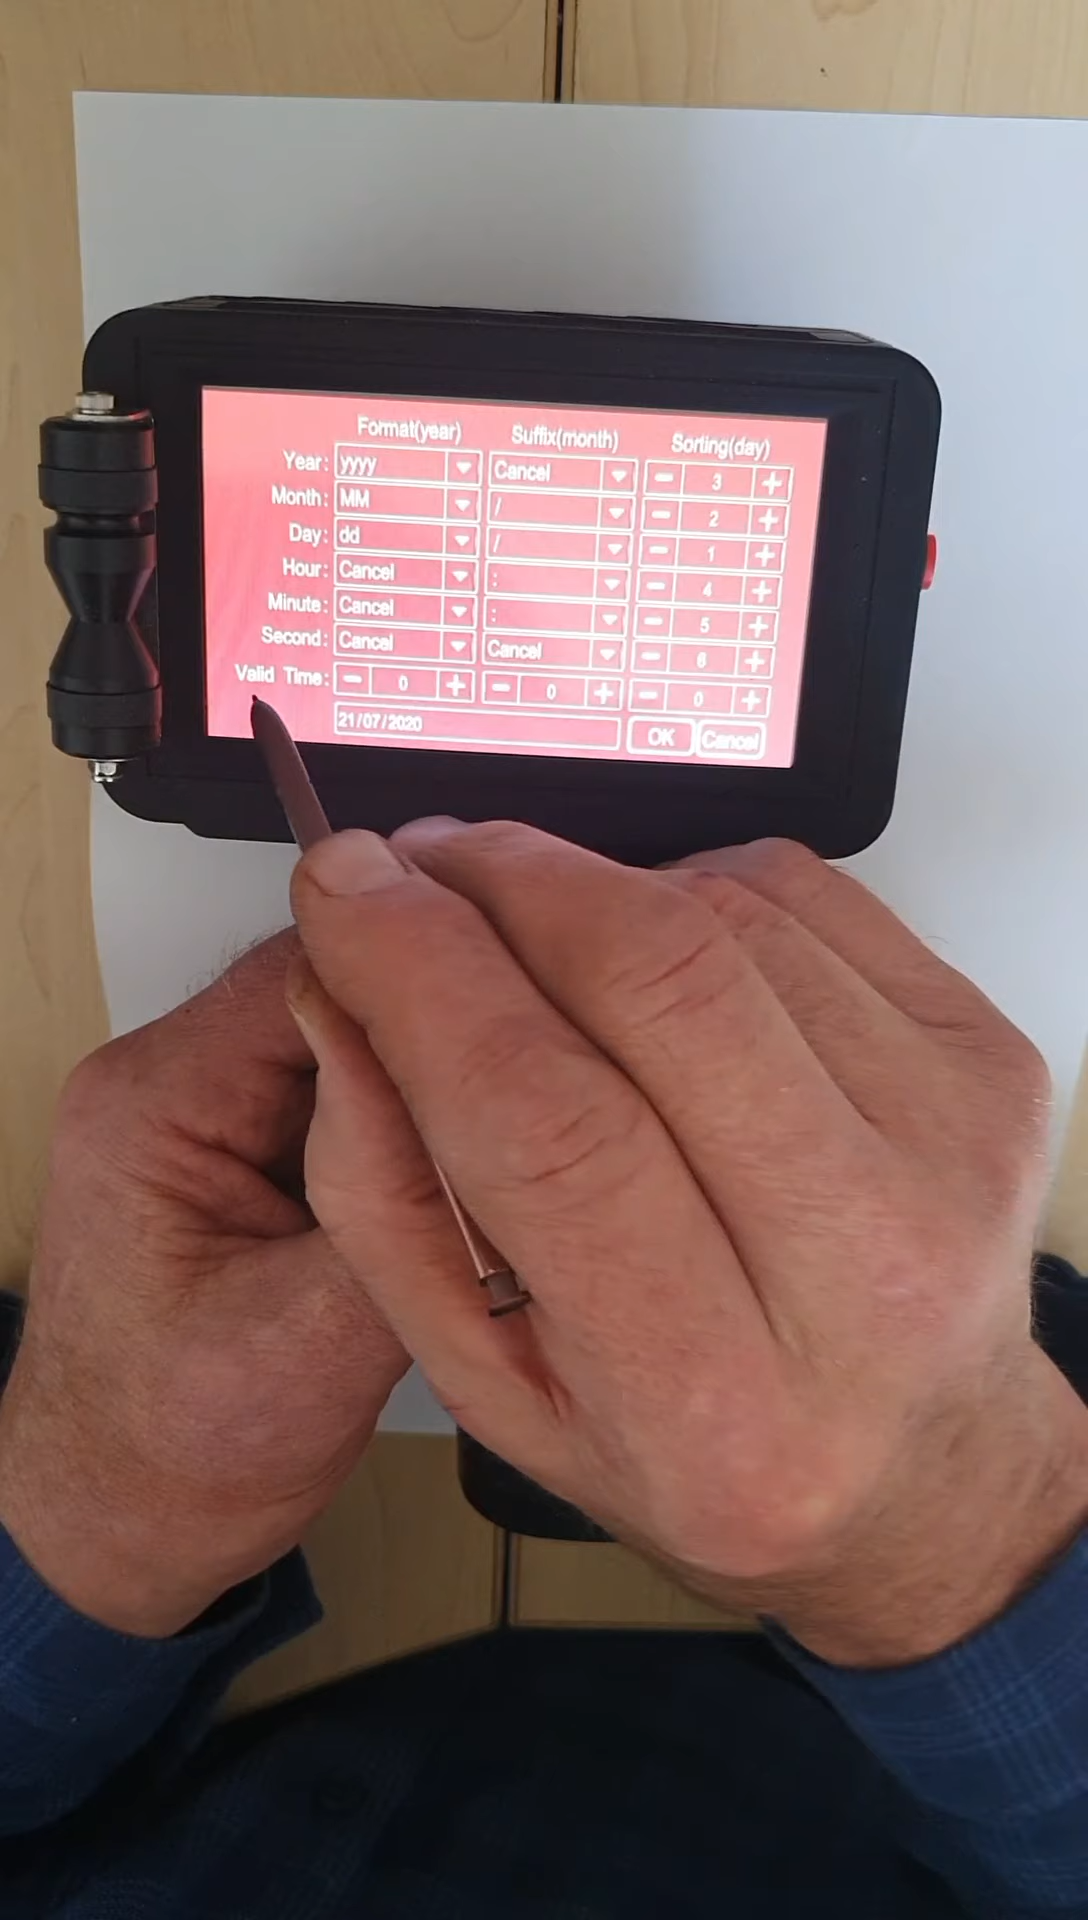 Format(year) Suffix(month) Sorting(day)
Year: yyyy Cancel - 3 +
Month: MM / - 2 +
Day: dd / - 1 +
Hour: Cancel : - 4 +
Minute: Cancel : - 5 +
Second: Cancel Cancel - 6 +
Valid Time: - 0 + - 0 + - 0 +
21/07/2020 OK Cancel